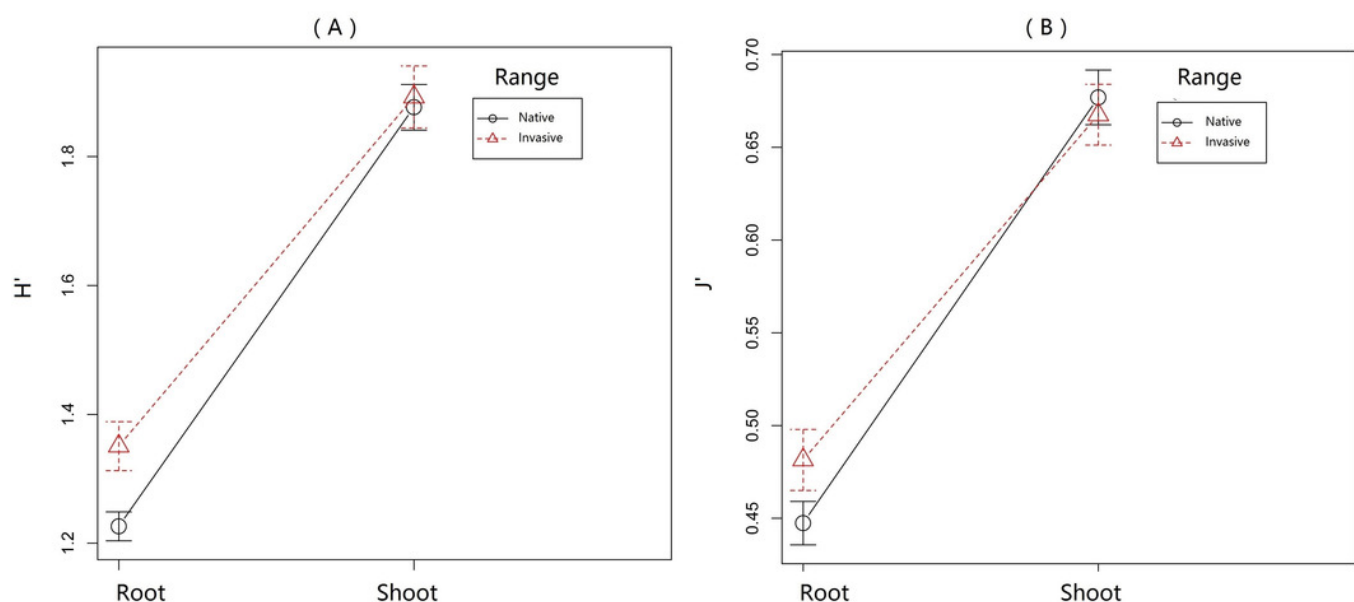 ( A )
Range
Native
Invasive
H'
1.8
1.6
1.4
1.2
Root Shoot
( B )
Range
Native
Invasive
J'
0.70
0.65
0.60
0.55
0.50
0.45
Root Shoot